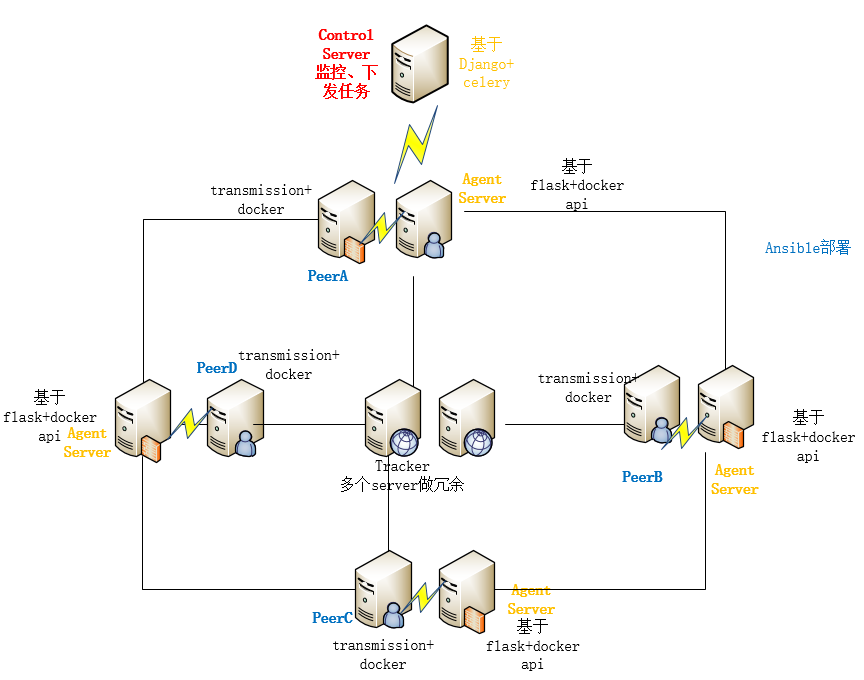 Control
Server
监控、下
发任务
基于
Django+
celery
transmission+
docker
Agent
Server
基于
flask+docker
api
PeerA
Ansible部署
PeerD
transmission+
docker
基于
flask+docker
api
Agent
Server
Tracker
多个server做冗余
transmission+
docker
PeerB
基于
flask+docker
api
Agent
Server
PeerC
transmission+
docker
Agent
Server
基于
flask+docker
api